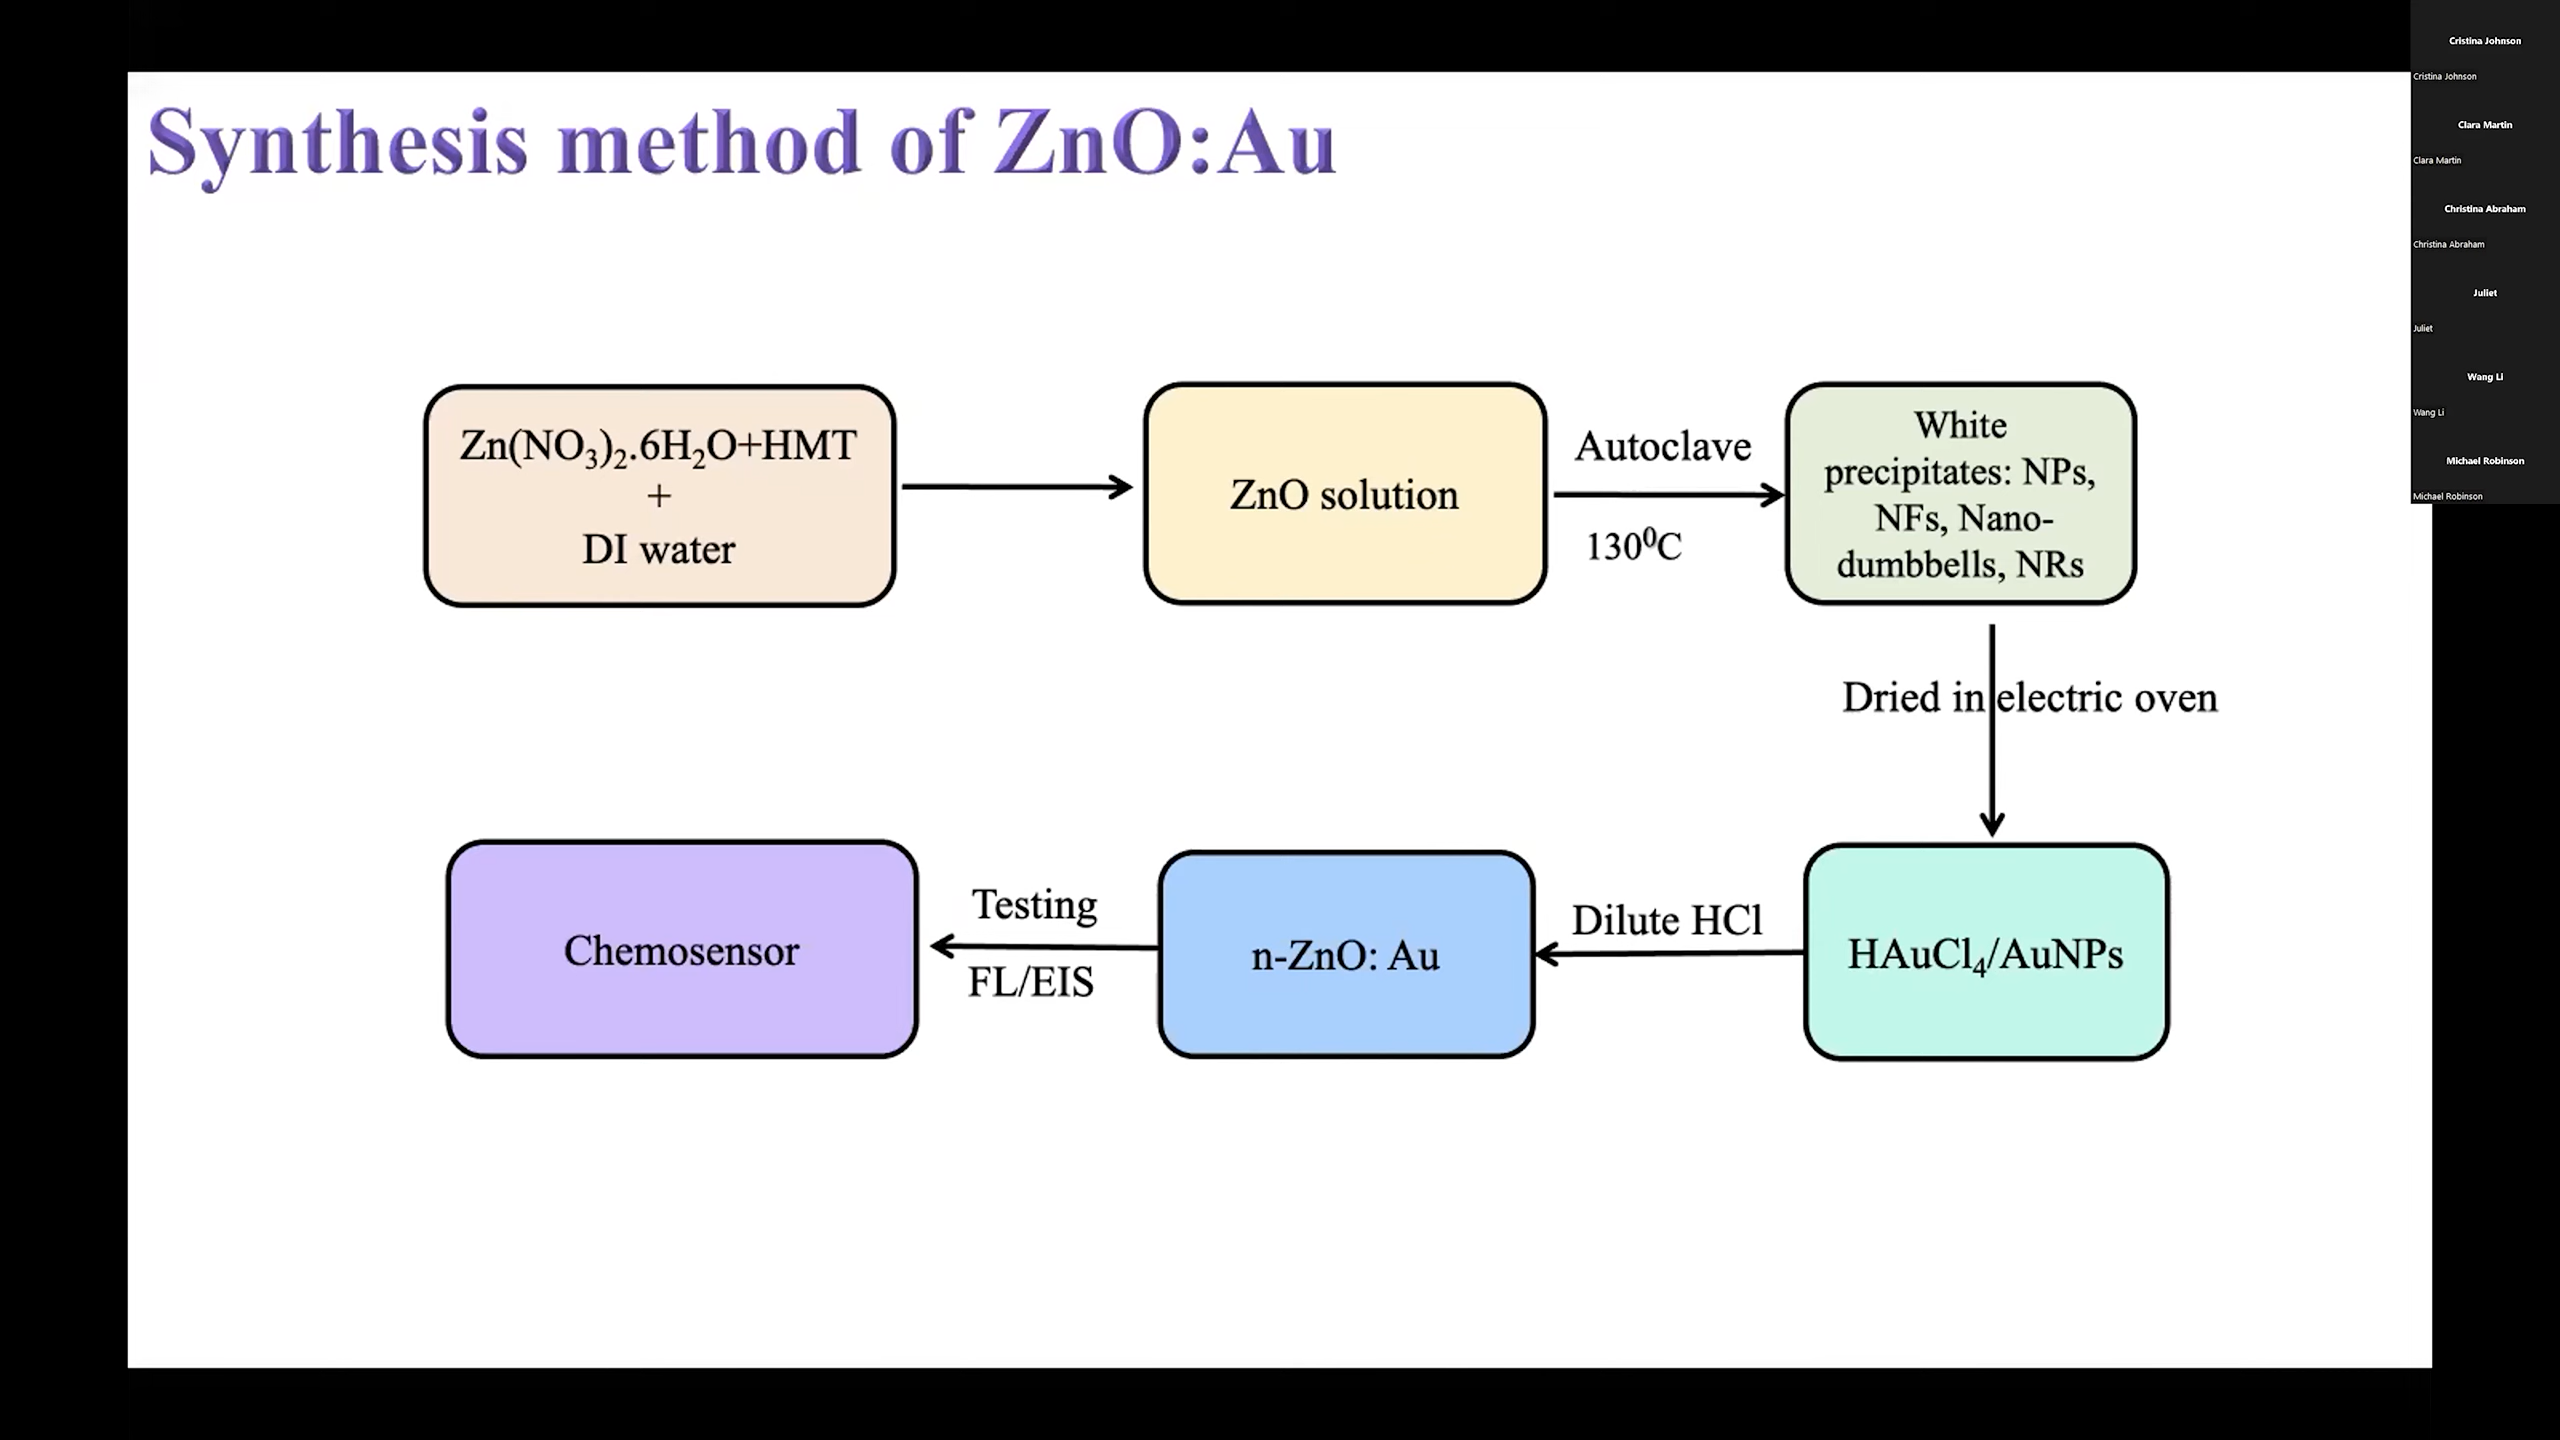 Synthesis method of ZnO:Au
Zn(NO₃)₂.6H₂O+HMT
+
DI water
ZnO solution
Autoclave
130⁰C
White
precipitates: NPs,
NFs, Nano-
dumbbells, NRs
Dried in electric oven
HAuCl₄/AuNPs
Dilute HCl
n-ZnO: Au
Testing
FL/EIS
Chemosensor
Cristina Johnson
Cristina Johnson
Clara Martin
Clara Martin
Christina Abraham
Christina Abraham
Juliet
Juliet
Wang Li
Wang Li
Michael Robinson
Michael Robinson